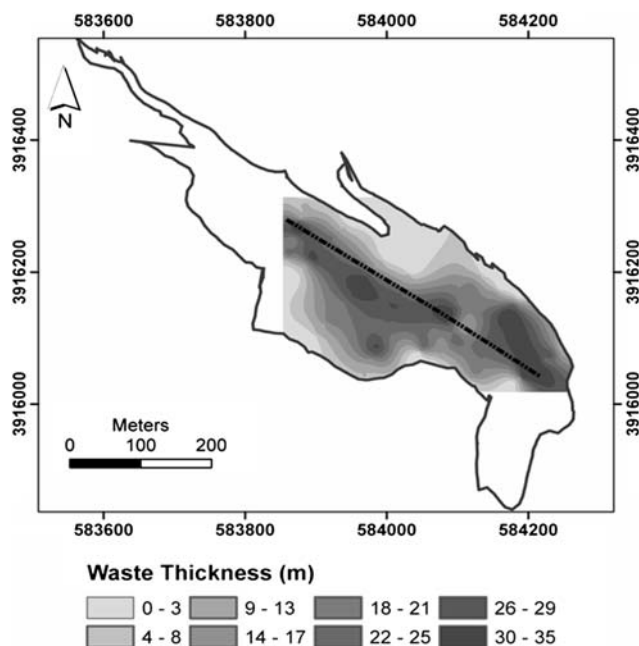 583600 583800 584000 584200
3916400 3916400
N
3916200 3916200
3916000 3916000
Meters
0 100 200
583600 583800 584000 584200
Waste Thickness (m)
0 - 3 9 - 13 18 - 21 26 - 29
4 - 8 14 - 17 22 - 25 30 - 35